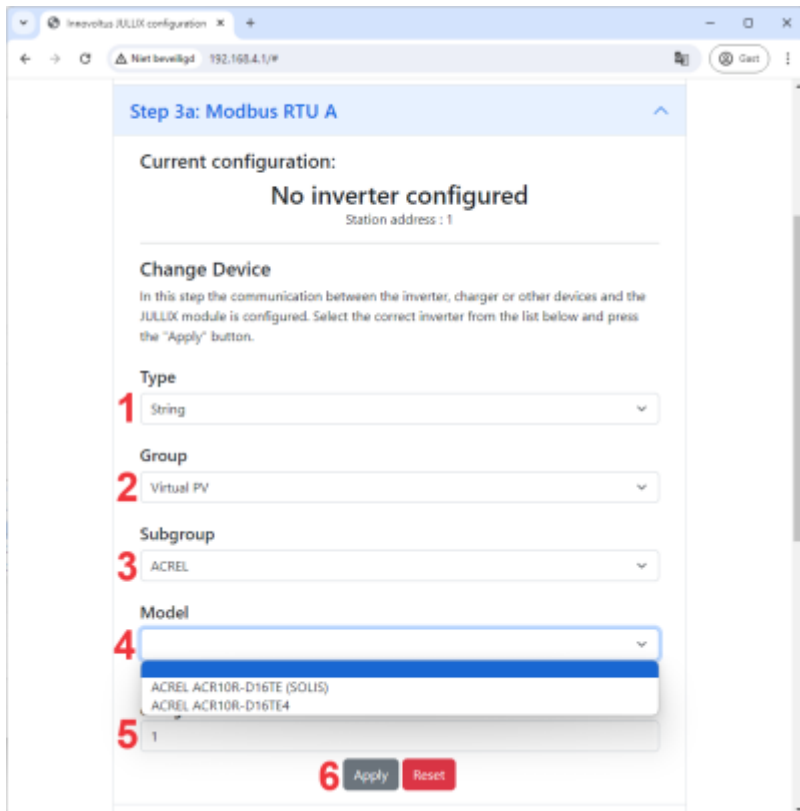 Innovoltus JULLIX configuration
Niet beveiligd 192.168.4.1/#
Gast
Step 3a: Modbus RTU A
Current configuration:
No inverter configured
Station address : 1
Change Device
In this step the communication between the inverter, charger or other devices and the
JULLIX module is configured. Select the correct inverter from the list below and press
the "Apply" button.
Type
1 String
Group
2 Virtual PV
Subgroup
3 ACREL
Model
4
ACREL ACR10R-D16TE (SOLIS)
ACREL ACR10R-D16TE4
5 1
6 Apply Reset